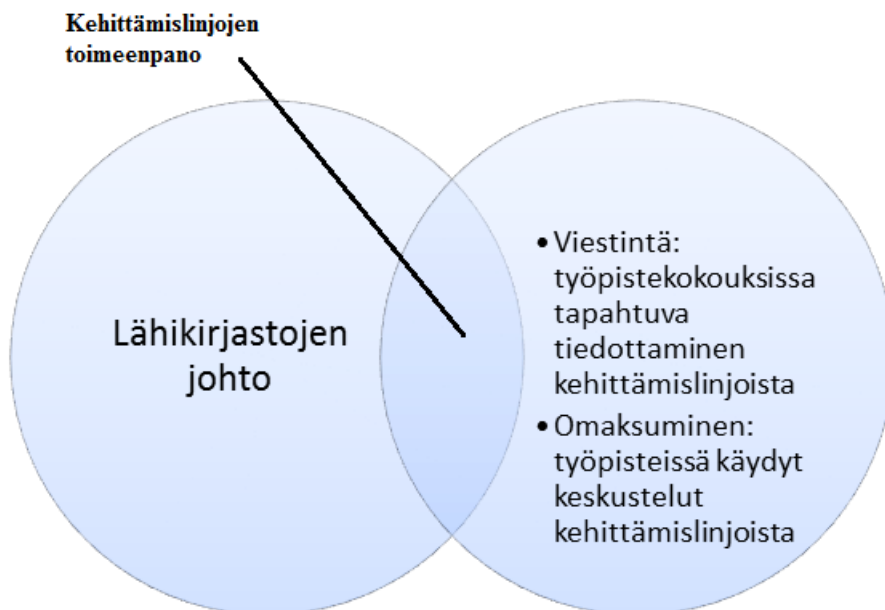 Kehittämislinjojen
toimeenpano
Lähikirjastojen
johto
• Viestintä:
työpistekokouksissa
tapahtuva
tiedottaminen
kehittämislinjoista
• Omaksuminen:
työpisteissä käydyt
keskustelut
kehittämislinjoista